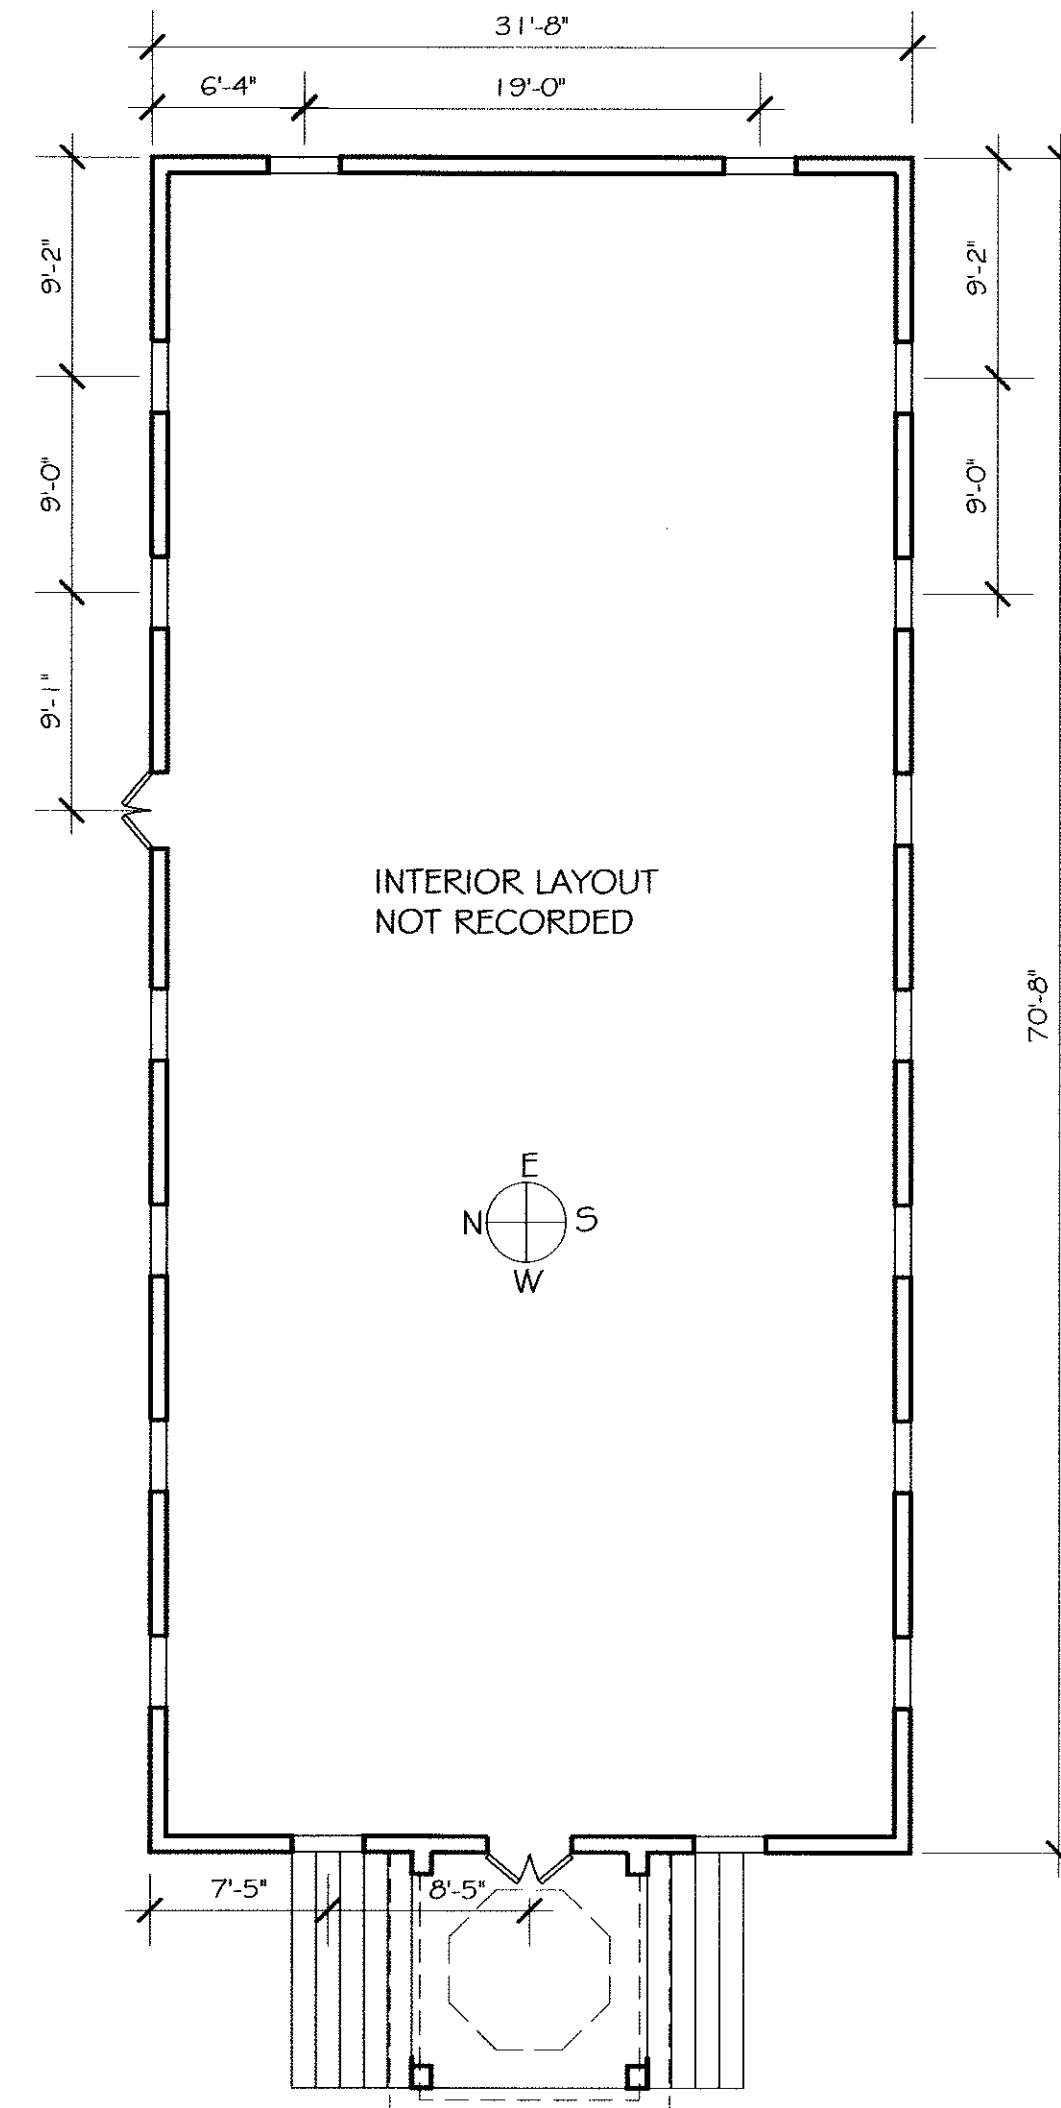 31'-8"
6'-4"
19'-0"
9'-2"
9'-2"
9'-0"
9'-0"
9'-1"
INTERIOR LAYOUT
NOT RECORDED
70'-8"
E
N S
W
7'-5"
8'-5"